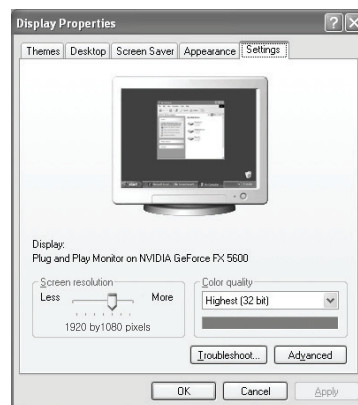 Display Properties
Themes Desktop Screen Saver Appearance Settings
Display:
Plug and Play Monitor on NVIDIA GeForce FX 5600
Screen resolution
Less More
1920 by1080 pixels
Color quality
Highest (32 bit)
Troubleshoot... Advanced
OK Cancel Apply